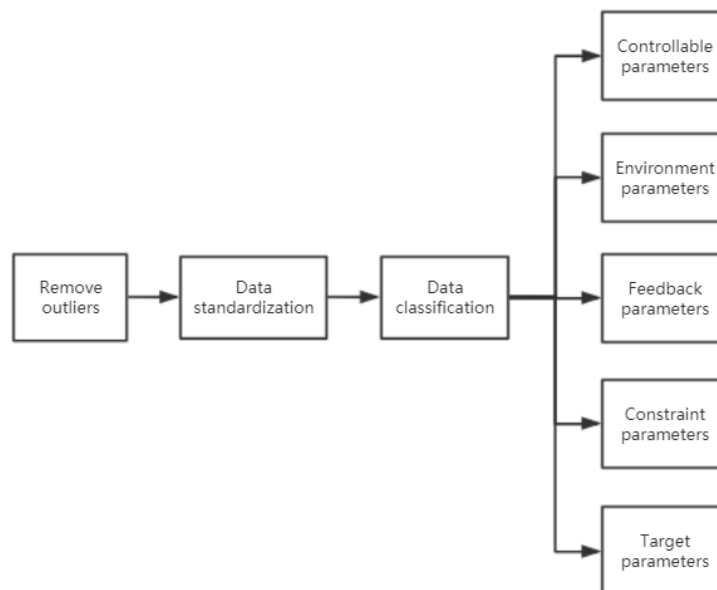 Controllable
parameters
Environment
parameters
Remove
outliers
Data
standardization
Data
classification
Feedback
parameters
Constraint
parameters
Target
parameters